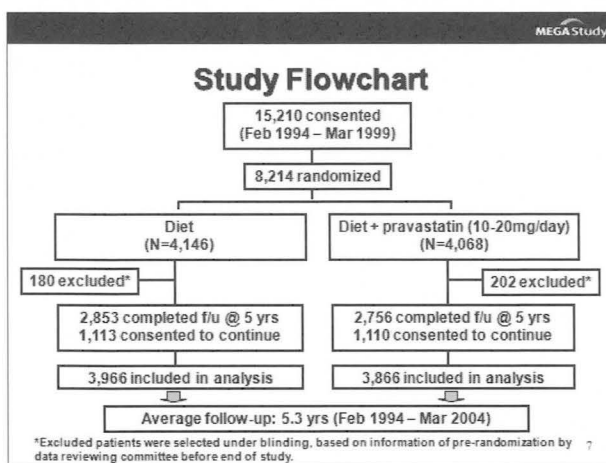 MEGA Study
Study Flowchart
15,210 consented
(Feb 1994 – Mar 1999)
8,214 randomized
Diet
(N=4,146)
Diet + pravastatin (10-20mg/day)
(N=4,068)
180 excluded*
202 excluded*
2,853 completed f/u @ 5 yrs
1,113 consented to continue
2,756 completed f/u @ 5 yrs
1,110 consented to continue
3,966 included in analysis
3,866 included in analysis
Average follow-up: 5.3 yrs (Feb 1994 – Mar 2004)
*Excluded patients were selected under blinding, based on information of pre-randomization by
data reviewing committee before end of study.
7